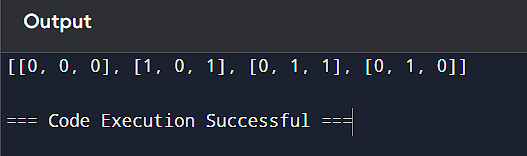 Output
[[0, 0, 0], [1, 0, 1], [0, 1, 1], [0, 1, 0]]
=== Code Execution Successful ===